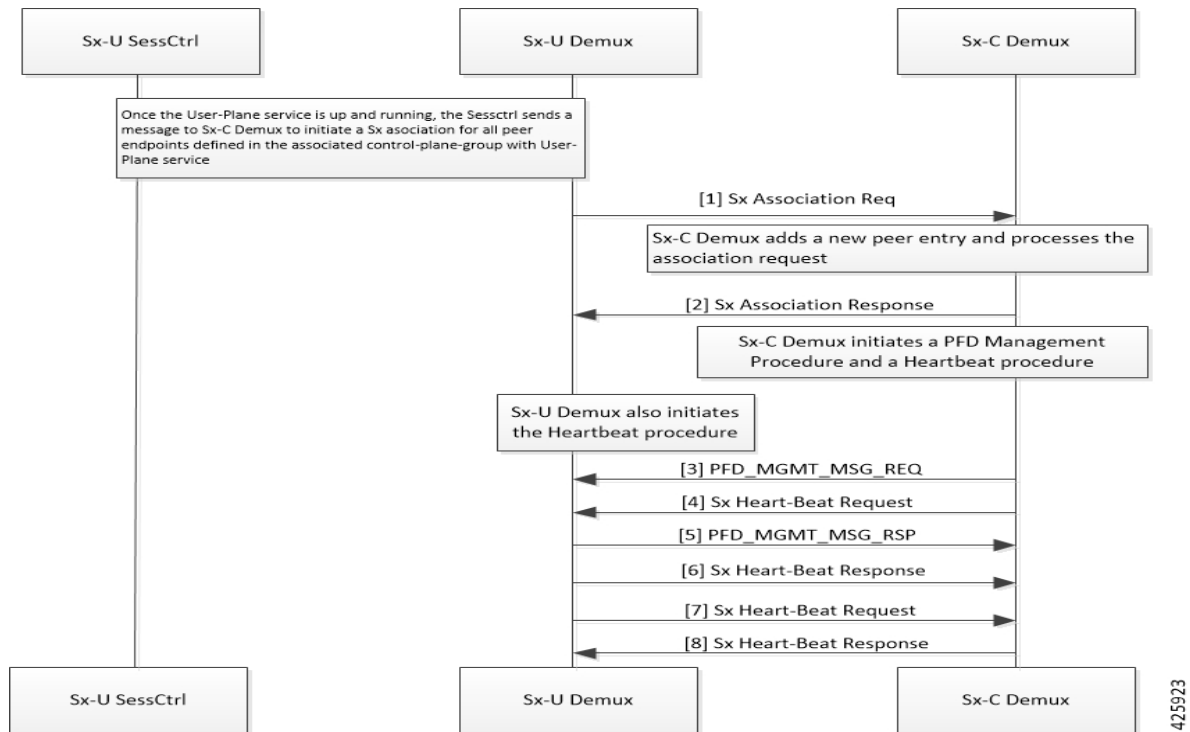 Sx-U SessCtrl
Sx-U Demux
Sx-C Demux
Once the User-Plane service is up and running, the Sessctrl sends a
message to Sx-C Demux to initiate a Sx asociation for all peer
endpoints defined in the associated control-plane-group with User-
Plane service
[1] Sx Association Req
Sx-C Demux adds a new peer entry and processes the
association request
[2] Sx Association Response
Sx-C Demux initiates a PFD Management
Procedure and a Heartbeat procedure
Sx-U Demux also initiates
the Heartbeat procedure
[3] PFD_MGMT_MSG_REQ
[4] Sx Heart-Beat Request
[5] PFD_MGMT_MSG_RSP
[6] Sx Heart-Beat Response
[7] Sx Heart-Beat Request
[8] Sx Heart-Beat Response
Sx-U SessCtrl
Sx-U Demux
Sx-C Demux
425923